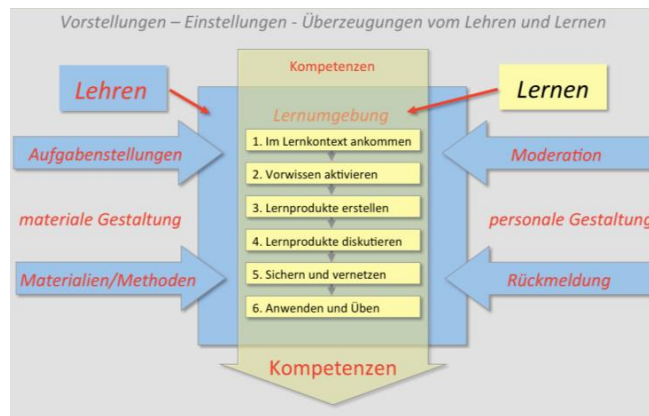 Vorstellungen – Einstellungen - Überzeugungen vom Lehren und Lernen
Kompetenzen
Lehren
Lernen
Lernumgebung
1. Im Lernkontext ankommen
Aufgabenstellungen
Moderation
2. Vorwissen aktivieren
3. Lernprodukte erstellen
materiale Gestaltung
personale Gestaltung
4. Lernprodukte diskutieren
5. Sichern und vernetzen
Materialien/Methoden
Rückmeldung
6. Anwenden und Üben
Kompetenzen